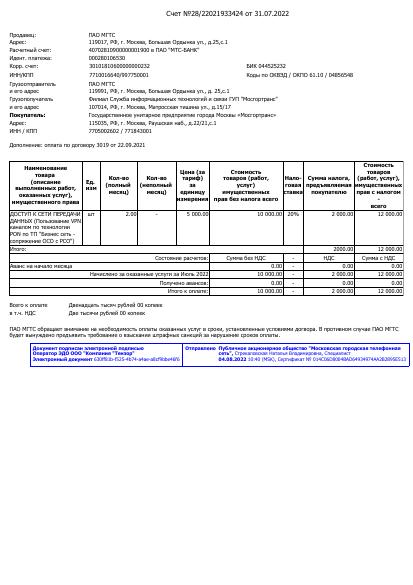 Счет №28/22021933424 от 31.07.2022
Продавец: ПАО МГТС
Адрес: 119017, РФ, г. Москва, Большая Ордынка ул., д.25,с.1
Расчетный счет: 40702810900000001900 в ПАО "МТС-БАНК"
Идент. платежа: 000280106530
Корр. счет: 30101810600000000232 БИК 044525232
ИНН/КПП 7710016640/997750001 Коды по ОКВЭД / ОКПО 61.10 / 04856548
Грузоотправитель ПАО МГТС
и его адрес 119991, РФ, г. Москва, Большая Ордынка ул., д. 25,с.1
Грузополучатель Филиал Служба информационных технологий и связи ГУП "Мосгортранс"
и его адрес 107014, РФ, г. Москва, Матросская тишина ул., д.15/17
Покупатель: Государственное унитарное предприятие города Москвы «Мосгортранс»
Адрес: 115035, РФ, г. Москва, Раушская наб., д.22/21,с.1
ИНН / КПП 7705002602 / 771843001
Дополнение: оплата по договору 3019 от 22.09.2021
Наименование товара (описание выполненных работ, оказанных услуг), имущественного права
Ед. изм
Кол-во (полный месяц)
Кол-во (неполный месяц)
Цена (за тариф) за единицу измерения
Стоимость товаров (работ, услуг) имущественных прав без налога всего
Нало- говая ставка
Сумма налога, предъявляемая покупателю
Стоимость товаров (работ, услуг), имущественных прав с налогом - всего
ДОСТУП К СЕТИ ПЕРЕДАЧИ ДАННЫХ (Пользование VPN каналом по технологии PON по ТП "Бизнес сеть - сопряжение ОСО с РСО") шт 2.00 - 5 000.00 10 000.00 20% 2 000.00 12 000.00
Итого: 2000.00 12 000.00
Состояние расчетов: Сумма без НДС - НДС Сумма с НДС
Аванс на начало месяца 0.00 - 0.00 0.00
Начислено за оказанные услуги за Июль 2022 10 000.00 - 2 000.00 12 000.00
Получено авансов: 0.00 - 0.00 0.00
Итого к оплате: 10 000.00 - 2 000.00 12 000.00
Всего к оплате Двенадцать тысяч рублей 00 копеек
в т.ч. НДС Две тысячи рублей 00 копеек
ПАО МГТС обращает внимание на необходимость оплаты оказанных услуг в сроки, установленные условиями договора. В противном случае ПАО МГТС
будет вынуждено предъявить требование о взыскании штрафных санкций за нарушение сроков оплаты.
Документ подписан электронной подписью
Оператор ЭДО ООО "Компания "Тензор"
Электронный документ
Отправлено Публичное акционерное общество "Московская городская телефонная
сеть", Стрекаловская Наталья Владимировна, Специалист
04.08.2022 10:40 (MSK), Сертификат №